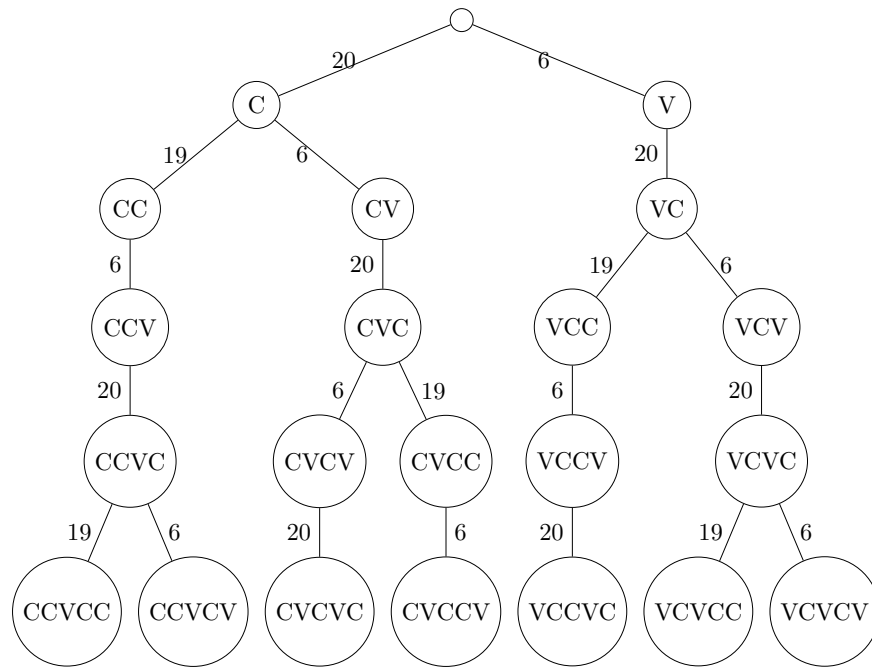 20 6
C V
19 6 20
CC CV VC
6 20 19 6
CCV CVC VCC VCV
20 6 19 6 20
CCVC CVCV CVCC VCCV VCVC
19 6 20 6 20 19 6
CCVCC CCVCV CVCVC CVCCV VCCVC VCVCC VCVCV